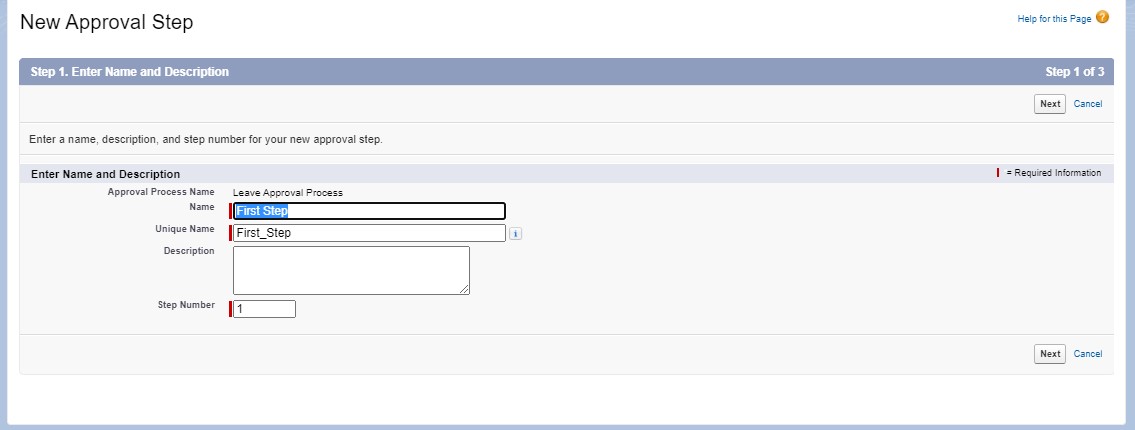 New Approval Step
Help for this Page ?
Step 1. Enter Name and Description Step 1 of 3
Next Cancel
Enter a name, description, and step number for your new approval step.
Enter Name and Description = Required Information
Approval Process Name Leave Approval Process
Name First Step
Unique Name First_Step i
Description
Step Number 1
Next Cancel